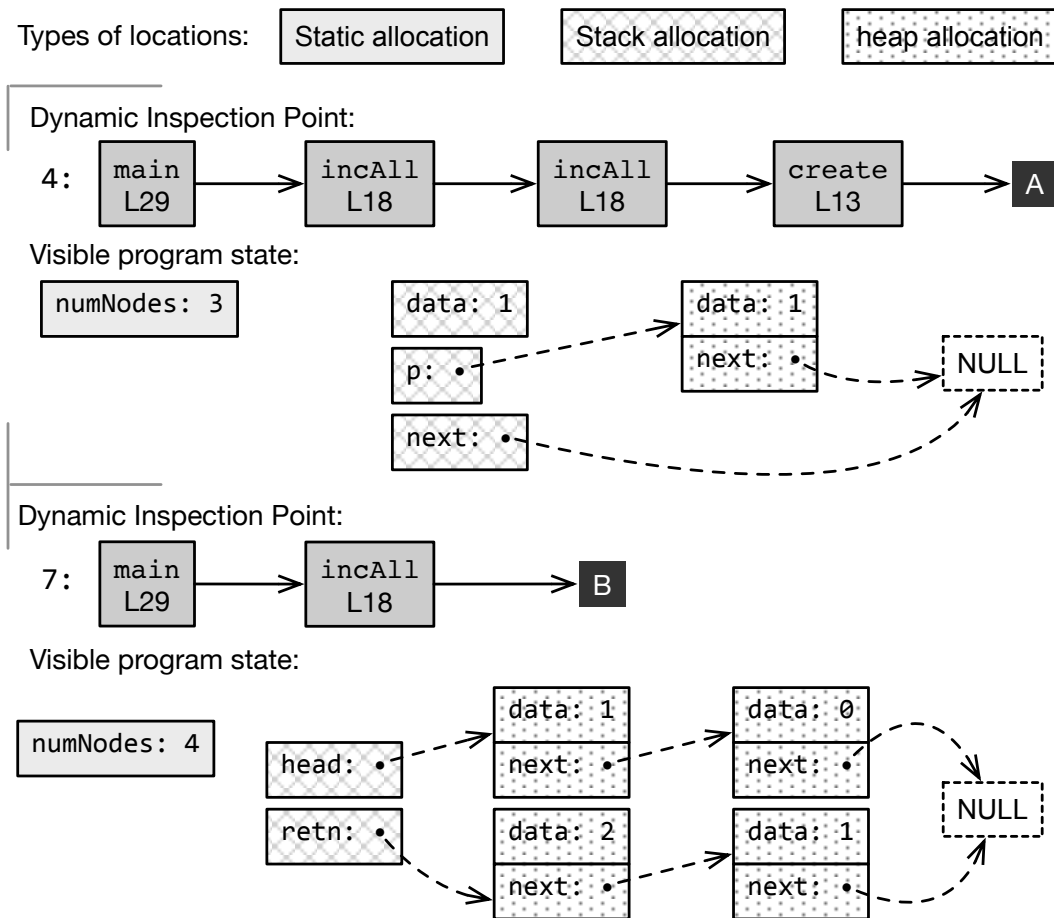 Types of locations: Static allocation Stack allocation heap allocation
Dynamic Inspection Point:
4: main L29 incAll L18 incAll L18 create L13 A
Visible program state:
numNodes: 3
data: 1
p:
next:
data: 1
next:
NULL
Dynamic Inspection Point:
7: main L29 incAll L18 B
Visible program state:
numNodes: 4
head:
retn:
data: 1
next:
data: 0
next:
data: 2
next:
data: 1
next:
NULL